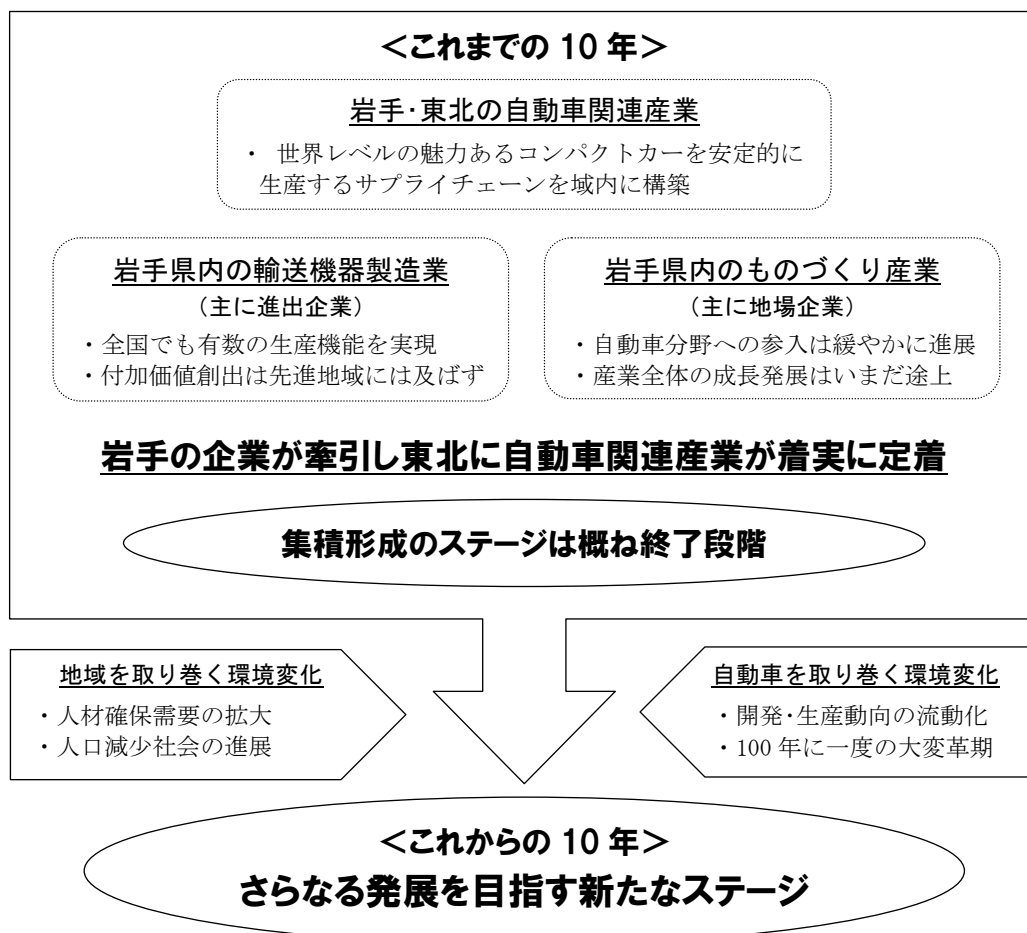 ＜これまでの 10 年＞
岩手･東北の自動車関連産業
・ 世界レベルの魅力あるコンパクトカーを安定的に
生産するサプライチェーンを域内に構築
岩手県内の輸送機器製造業
（主に進出企業）
・全国でも有数の生産機能を実現
・付加価値創出は先進地域には及ばず
岩手県内のものづくり産業
（主に地場企業）
・自動車分野への参入は緩やかに進展
・産業全体の成長発展はいまだ途上
岩手の企業が牽引し東北に自動車関連産業が着実に定着
集積形成のステージは概ね終了段階
地域を取り巻く環境変化
・人材確保需要の拡大
・人口減少社会の進展
自動車を取り巻く環境変化
・開発･生産動向の流動化
・100 年に一度の大変革期
＜これからの 10 年＞
さらなる発展を目指す新たなステージ